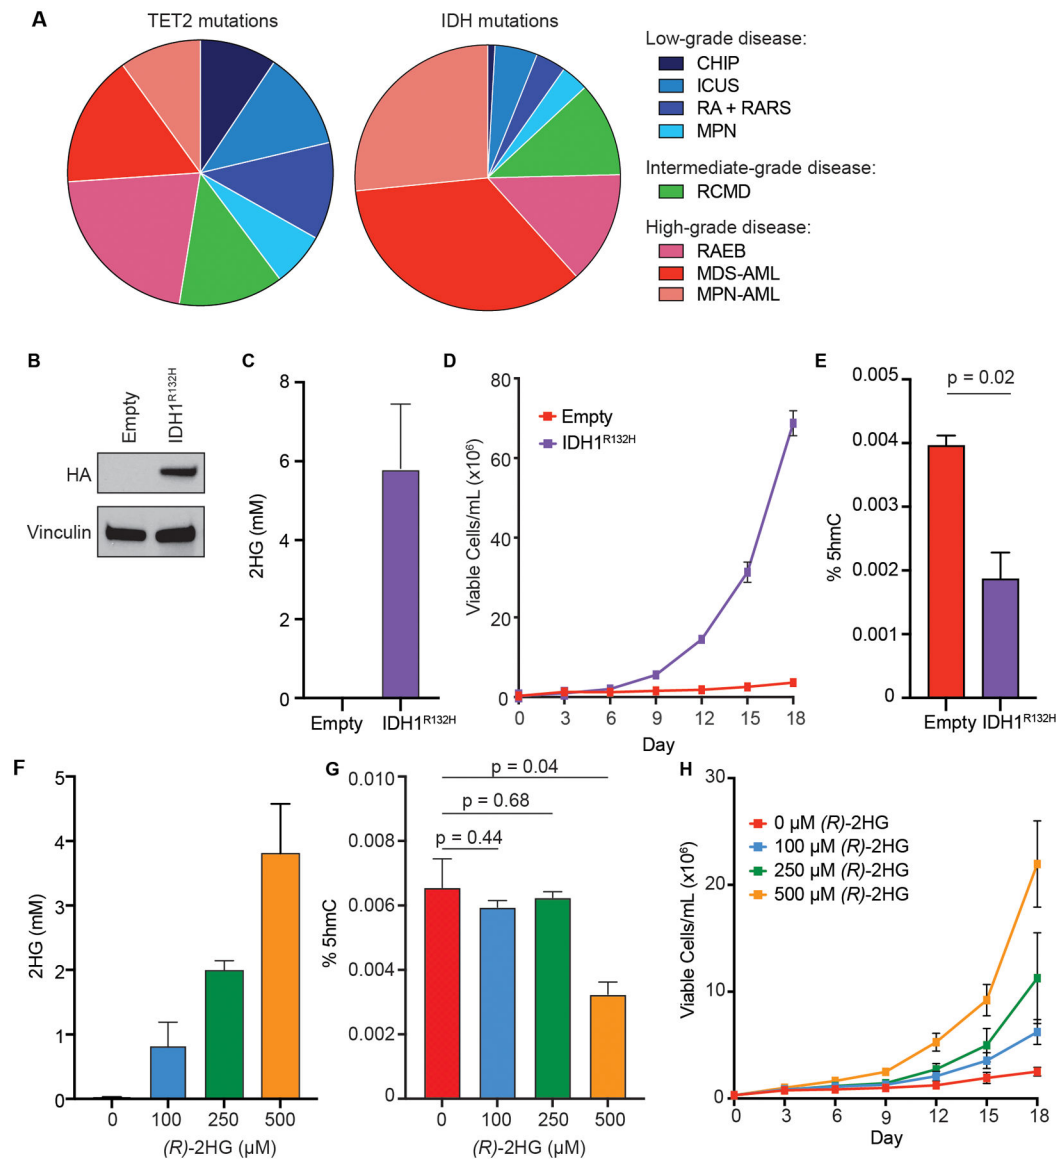 A
TET2 mutations
IDH mutations
Low-grade disease:
CHIP
ICUS
RA + RARS
MPN
Intermediate-grade disease:
RCMD
High-grade disease:
RAEB
MDS-AML
MPN-AML
B
Empty
IDH1R132H
HA
Vinculin
C
8
6
4
2
0
2HG (mM)
Empty
IDH1R132H
D
80
60
40
20
0
Viable Cells/mL (x10⁶)
Empty
IDH1R132H
0 3 6 9 12 15 18
Day
E
0.005
0.004
0.003
0.002
0.001
0
% 5hmC
p = 0.02
Empty IDH1R132H
F
5
4
3
2
1
0
2HG (mM)
0 100 250 500
(R)-2HG (µM)
G
0.010
0.008
0.006
0.004
0.002
0
% 5hmC
p = 0.04
p = 0.68
p = 0.44
0 100 250 500
(R)-2HG (µM)
H
30
20
10
0
Viable Cells/mL (x10⁶)
0 µM (R)-2HG
100 µM (R)-2HG
250 µM (R)-2HG
500 µM (R)-2HG
0 3 6 9 12 15 18
Day